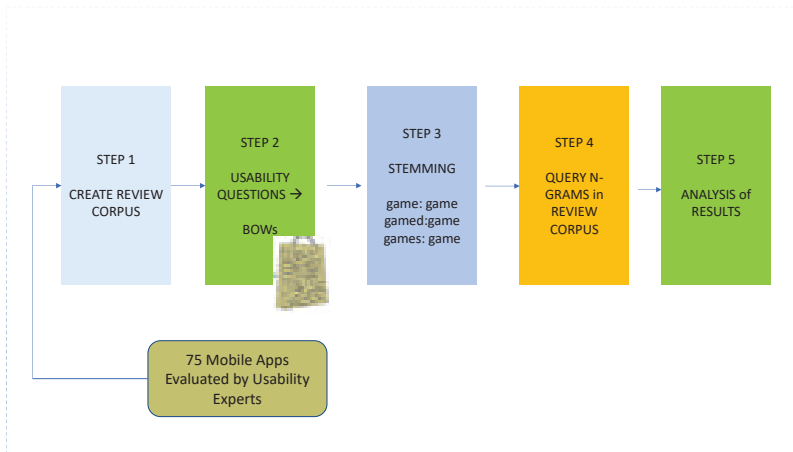 STEP 1
CREATE REVIEW
CORPUS
STEP 2
USABILITY
QUESTIONS →
BOWs
STEP 3
STEMMING
game: game
gamed:game
games: game
STEP 4
QUERY N-
GRAMS in
REVIEW
CORPUS
STEP 5
ANALYSIS of
RESULTS
75 Mobile Apps
Evaluated by Usability
Experts